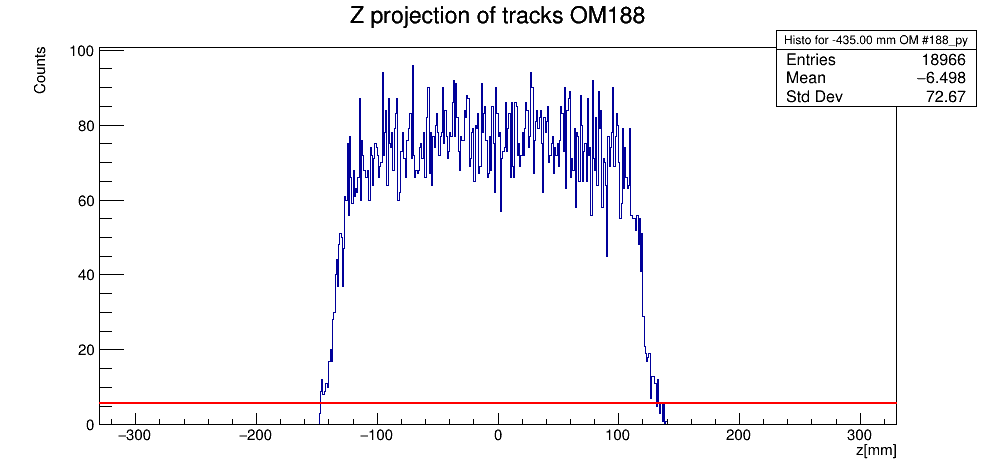 Z projection of tracks OM188
Histo for -435.00 mm OM #188_py
Entries 18966
Mean −6.498
Std Dev 72.67
Counts
100
80
60
40
20
0
−300 −200 −100 0 100 200 300
z[mm]